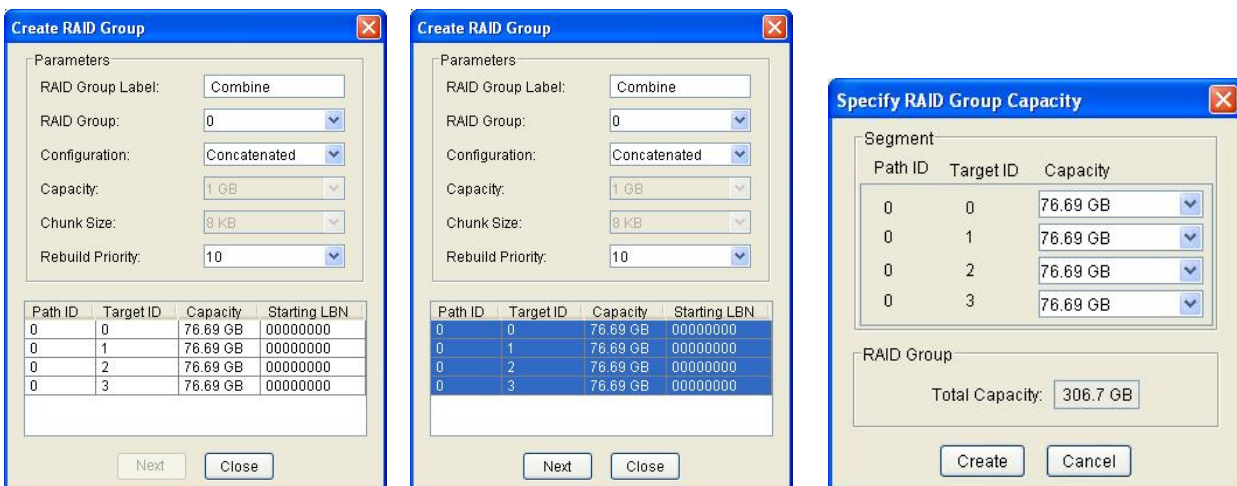 Create RAID Group
Parameters
RAID Group Label: Combine
RAID Group: 0
Configuration: Concatenated
Capacity: 1 GB
Chunk Size: 8 KB
Rebuild Priority: 10
Path ID Target ID Capacity Starting LBN
0 0 76.69 GB 00000000
0 1 76.69 GB 00000000
0 2 76.69 GB 00000000
0 3 76.69 GB 00000000
Next Close
Create RAID Group
Parameters
RAID Group Label: Combine
RAID Group: 0
Configuration: Concatenated
Capacity: 1 GB
Chunk Size: 8 KB
Rebuild Priority: 10
Path ID Target ID Capacity Starting LBN
0 0 76.69 GB 00000000
0 1 76.69 GB 00000000
0 2 76.69 GB 00000000
0 3 76.69 GB 00000000
Next Close
Specify RAID Group Capacity
Segment
Path ID Target ID Capacity
0 0 76.69 GB
0 1 76.69 GB
0 2 76.69 GB
0 3 76.69 GB
RAID Group
Total Capacity: 306.7 GB
Create Cancel